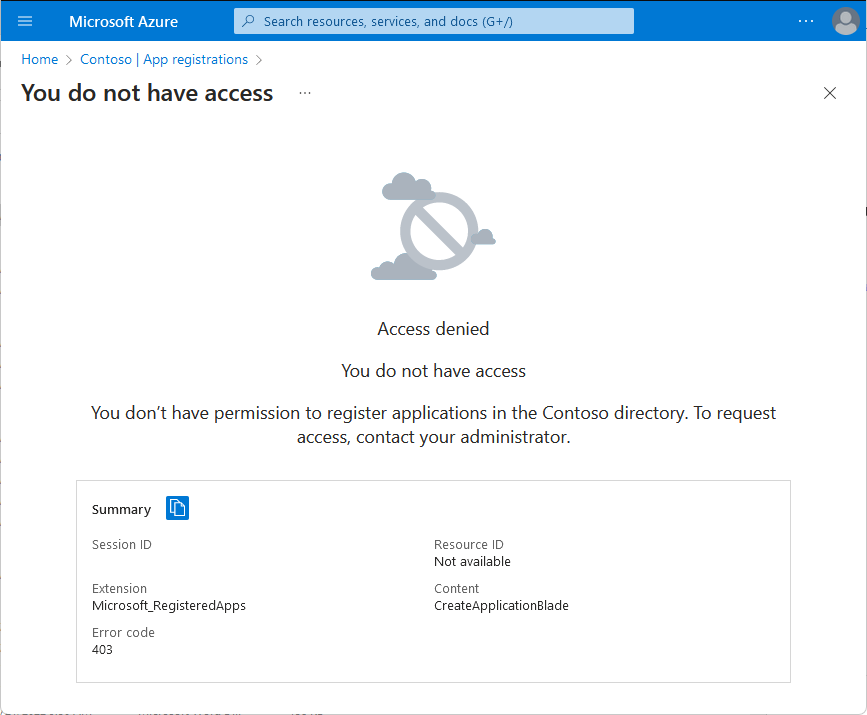 Microsoft Azure
Search resources, services, and docs (G+/)
Home > Contoso | App registrations >
You do not have access ...
Access denied
You do not have access
You don’t have permission to register applications in the Contoso directory. To request
access, contact your administrator.
Summary
Session ID
Resource ID
Not available
Extension
Microsoft_RegisteredApps
Content
CreateApplicationBlade
Error code
403